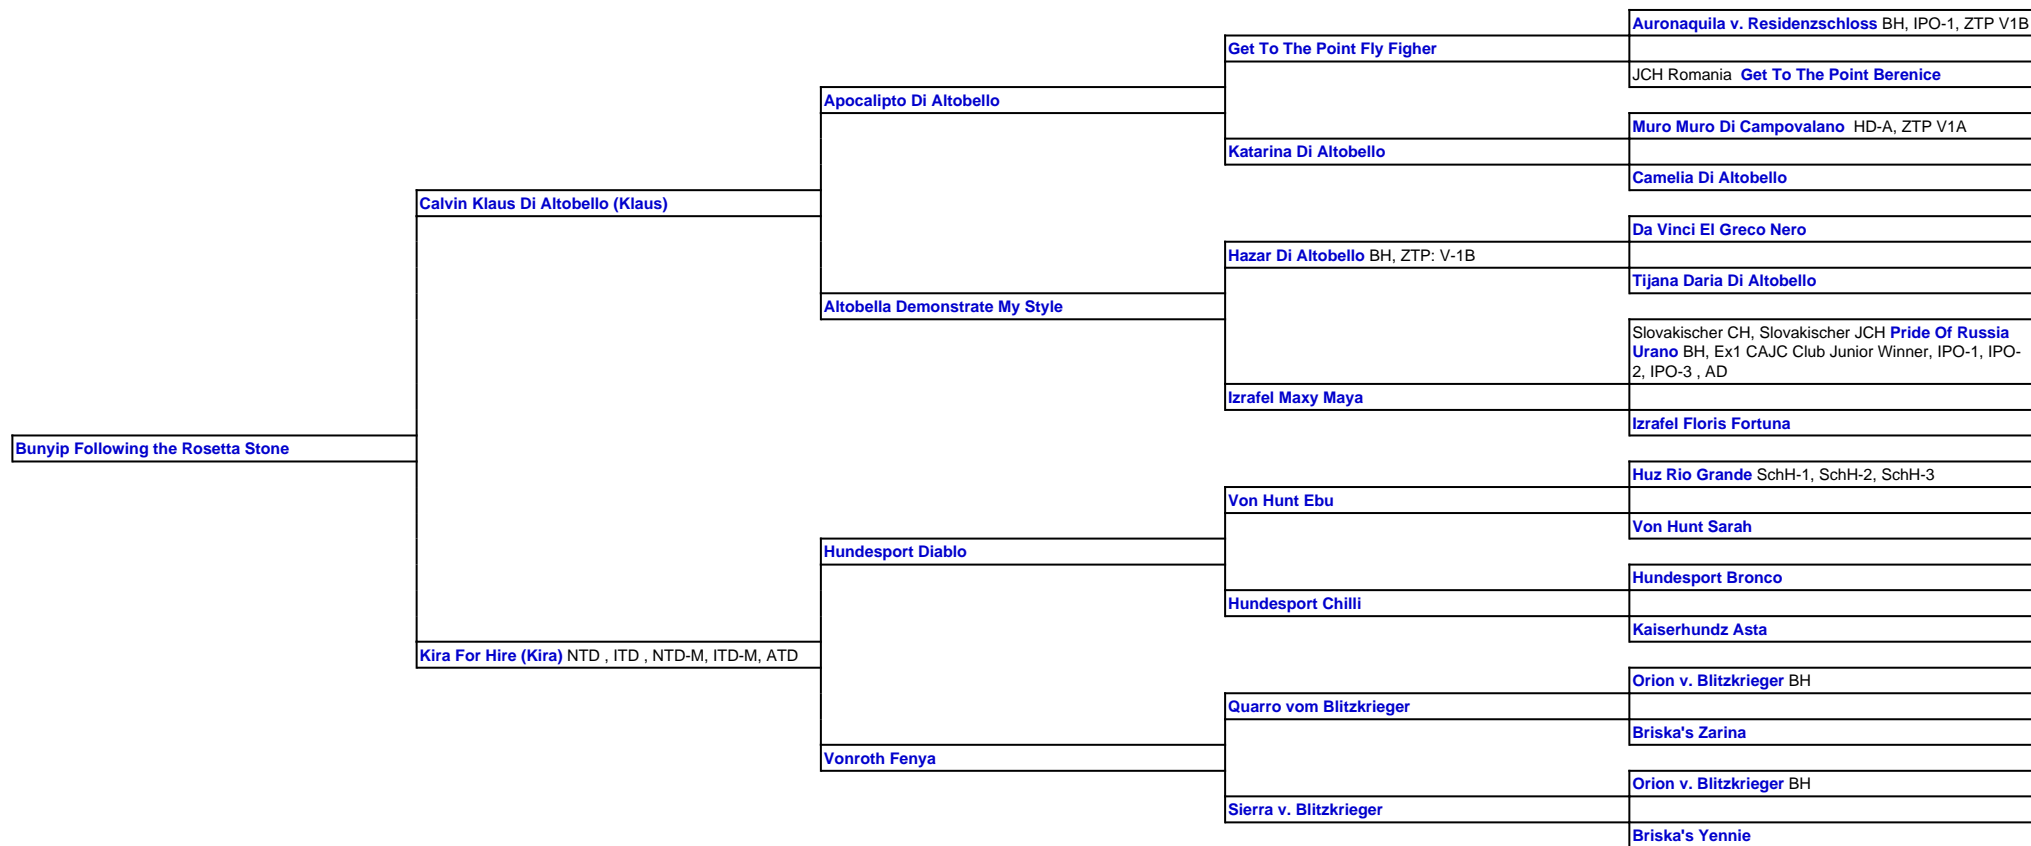 Auronaquila v. Residenzschloss BH, IPO-1, ZTP V1B
Get To The Point Fly Figher
JCH Romania Get To The Point Berenice
Apocalipto Di Altobello
Muro Muro Di Campovalano HD-A, ZTP V1A
Katarina Di Altobello
Camelia Di Altobello
Calvin Klaus Di Altobello (Klaus)
Da Vinci El Greco Nero
Hazar Di Altobello BH, ZTP: V-1B
Tijana Daria Di Altobello
Altobella Demonstrate My Style
Slovakischer CH, Slovakischer JCH Pride Of Russia
Urano BH, Ex1 CAJC Club Junior Winner, IPO-1, IPO-
2, IPO-3 , AD
Izrafel Maxy Maya
Izrafel Floris Fortuna
Bunyip Following the Rosetta Stone
Huz Rio Grande SchH-1, SchH-2, SchH-3
Von Hunt Ebu
Von Hunt Sarah
Hundesport Diablo
Hundesport Bronco
Hundesport Chilli
Kaiserhundz Asta
Kira For Hire (Kira) NTD , ITD , NTD-M, ITD-M, ATD
Orion v. Blitzkrieger BH
Quarro vom Blitzkrieger
Briska's Zarina
Vonroth Fenya
Orion v. Blitzkrieger BH
Sierra v. Blitzkrieger
Briska's Yennie